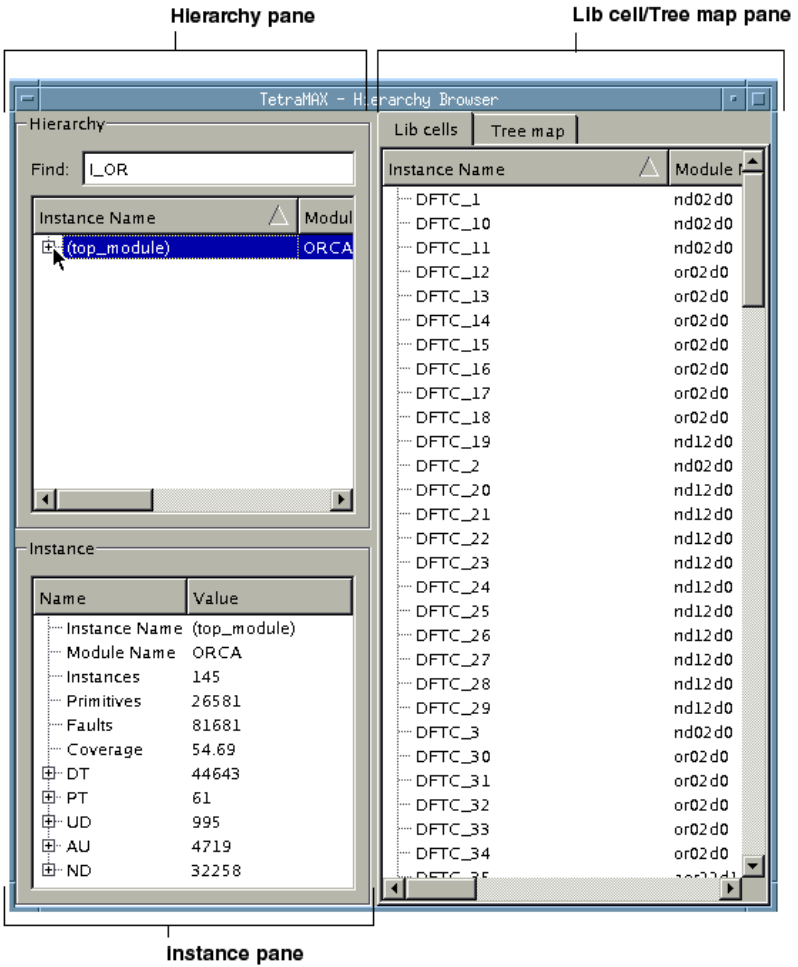 Hierarchy pane
Lib cell/Tree map pane
TetraMAX - Hierarchy Browser
Hierarchy
Find: I_OR
Instance Name Modul
(top_module) ORCA
Instance
Name Value
Instance Name (top_module)
Module Name ORCA
Instances 145
Primitives 26581
Faults 81681
Coverage 54.69
DT 44643
PT 61
UD 995
AU 4719
ND 32258
Lib cells Tree map
Instance Name Module
DFTC_1 nd02d0
DFTC_10 nd02d0
DFTC_11 nd02d0
DFTC_12 or02d0
DFTC_13 or02d0
DFTC_14 or02d0
DFTC_15 or02d0
DFTC_16 or02d0
DFTC_17 or02d0
DFTC_18 or02d0
DFTC_19 nd12d0
DFTC_2 nd02d0
DFTC_20 nd12d0
DFTC_21 nd12d0
DFTC_22 nd12d0
DFTC_23 nd12d0
DFTC_24 nd12d0
DFTC_25 nd12d0
DFTC_26 nd12d0
DFTC_27 nd12d0
DFTC_28 nd12d0
DFTC_29 nd12d0
DFTC_3 nd02d0
DFTC_30 or02d0
DFTC_31 or02d0
DFTC_32 or02d0
DFTC_33 or02d0
DFTC_34 or02d0
DFTC_35
Instance pane